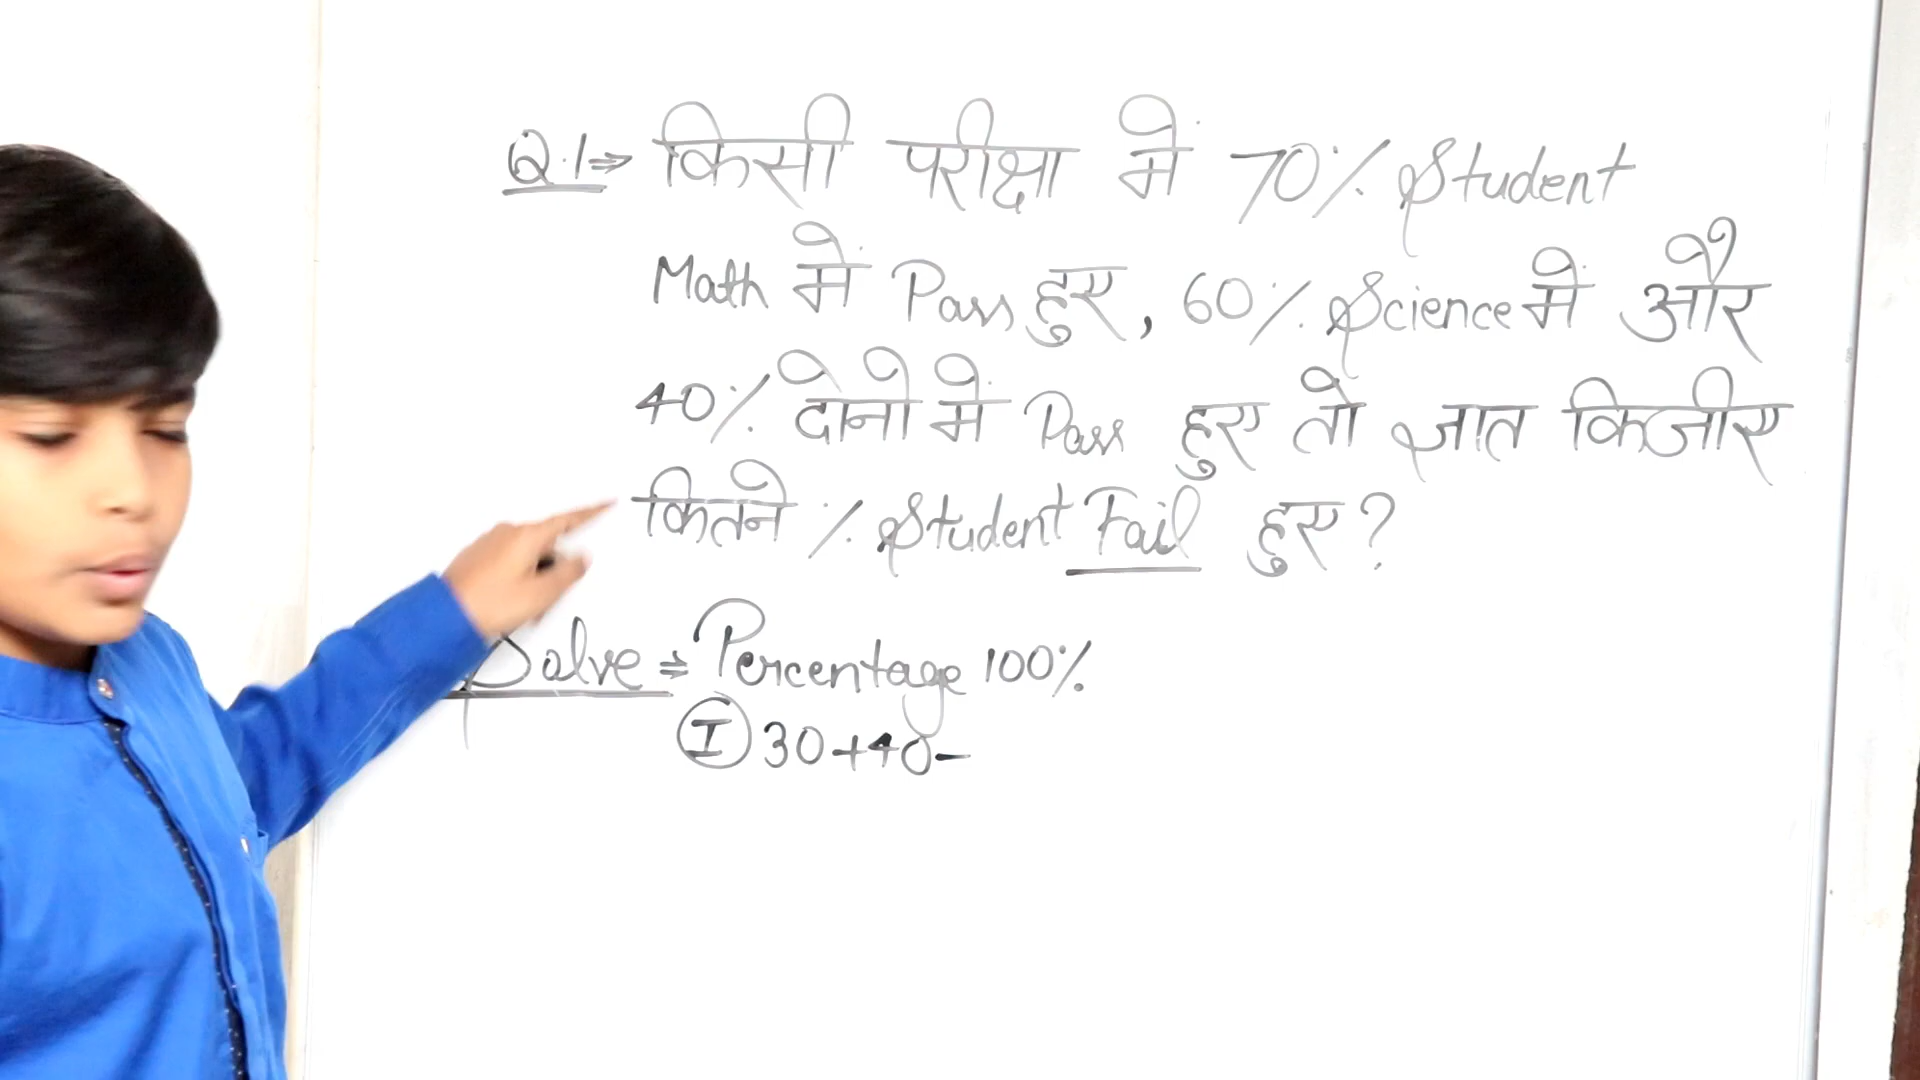 Q.1⇒ किसी परीक्षा में 70% Student
Math में Pass हुए, 60% Science में और
40% दोनो में Pass हुए तो ज्ञात किजीए
कितने % Student Fail हुए?
Solve ⇒ Percentage 100%
I 30+40-